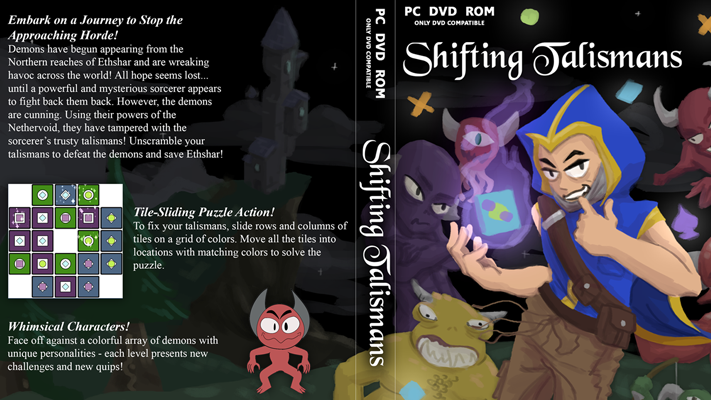 Embark on a Journey to Stop the
Approaching Horde!
Demons have begun appearing from the
Northern reaches of Ethshar and are wreaking
havoc across the world! All hope seems lost...
until a powerful and mysterious sorcerer appears
to fight back them back. However, the demons
are cunning. Using their powers of the
Nethervoid, they have tampered with the
sorcerer's trusty talismans! Unscramble your
talismans to defeat the demons and save Ethshar!
Tile-Sliding Puzzle Action!
To fix your talismans, slide rows and columns of
tiles on a grid of colors. Move all the tiles into
locations with matching colors to solve the
puzzle.
Whimsical Characters!
Face off against a colorful array of demons with
unique personalities - each level presents new
challenges and new quips!
PC DVD ROM
ONLY DVD COMPATIBLE
Shifting Talismans
PC DVD ROM
ONLY DVD COMPATIBLE
Shifting Talismans